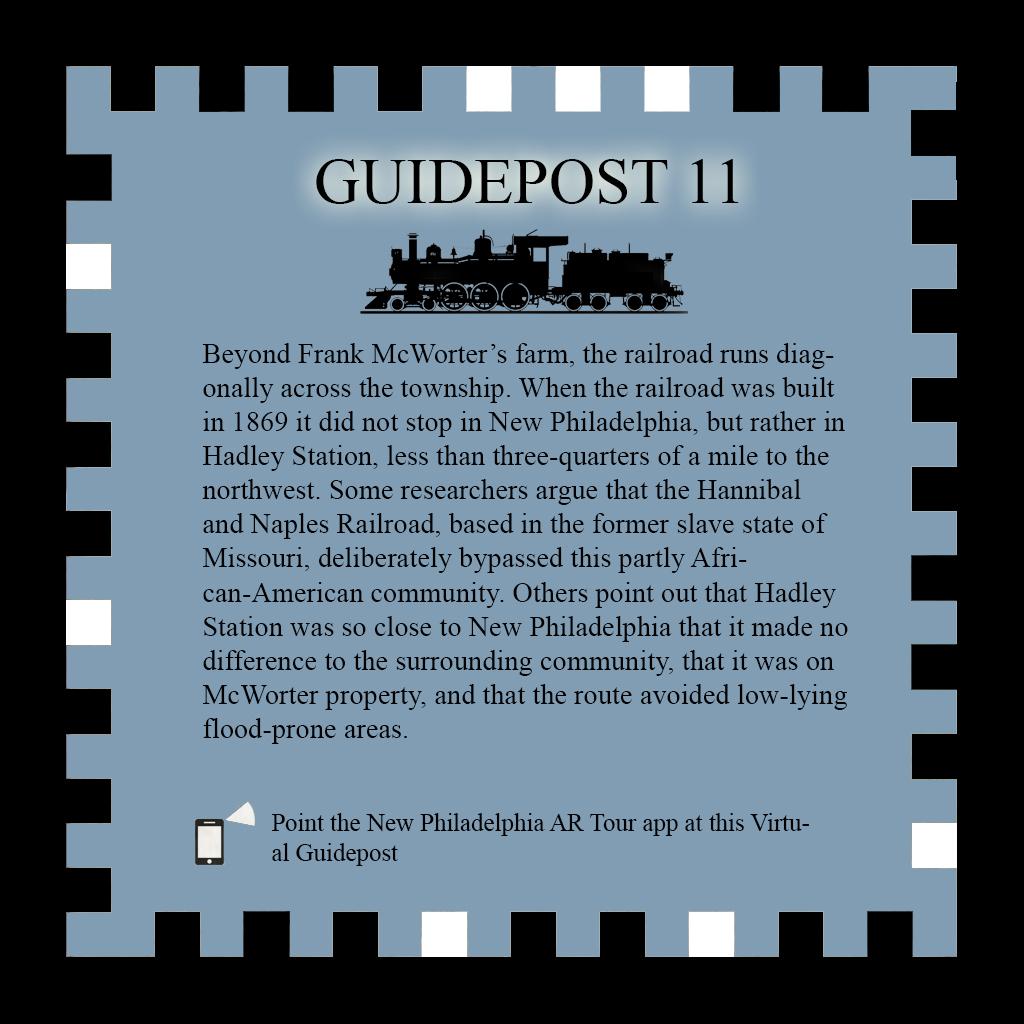 GUIDEPOST 11
Beyond Frank McWorter’s farm, the railroad runs diag-
onally across the township. When the railroad was built
in 1869 it did not stop in New Philadelphia, but rather in
Hadley Station, less than three-quarters of a mile to the
northwest. Some researchers argue that the Hannibal
and Naples Railroad, based in the former slave state of
Missouri, deliberately bypassed this partly Afri-
can-American community. Others point out that Hadley
Station was so close to New Philadelphia that it made no
difference to the surrounding community, that it was on
McWorter property, and that the route avoided low-lying
flood-prone areas.
Point the New Philadelphia AR Tour app at this Virtu-
al Guidepost